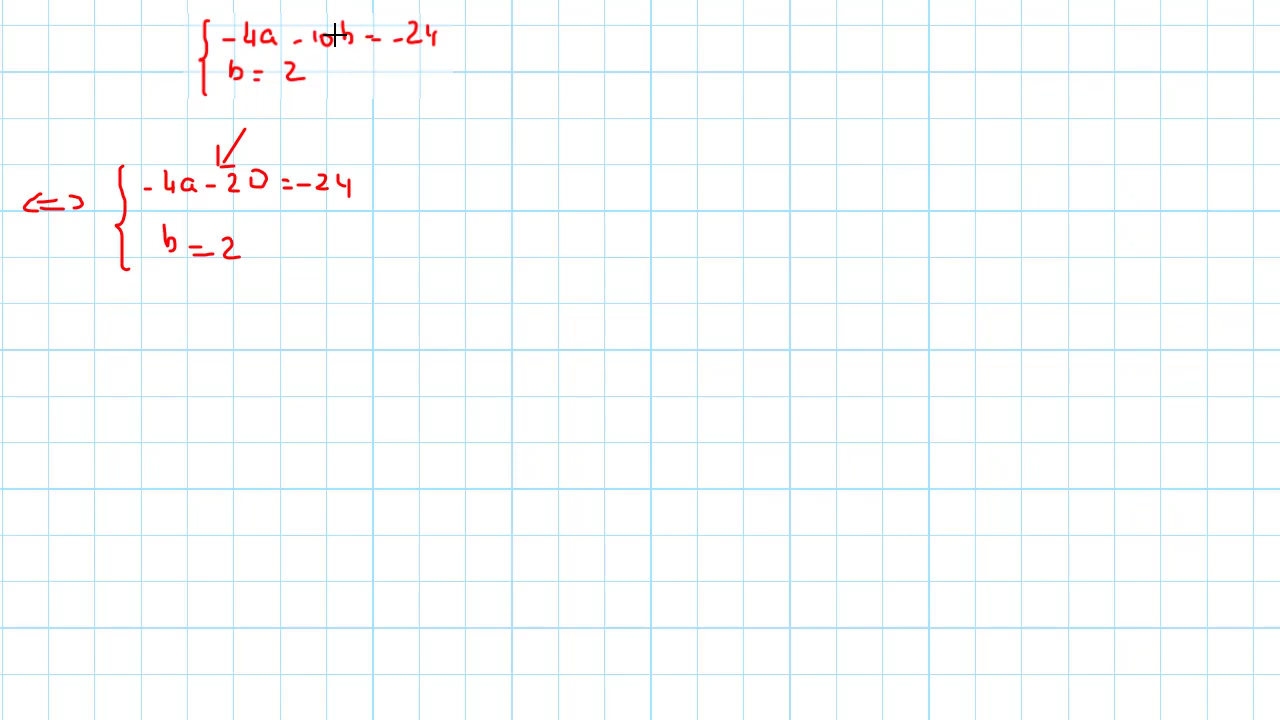 { -4a - 10b = -24
b = 2
<=> { -4a - 20 = -24
b = 2